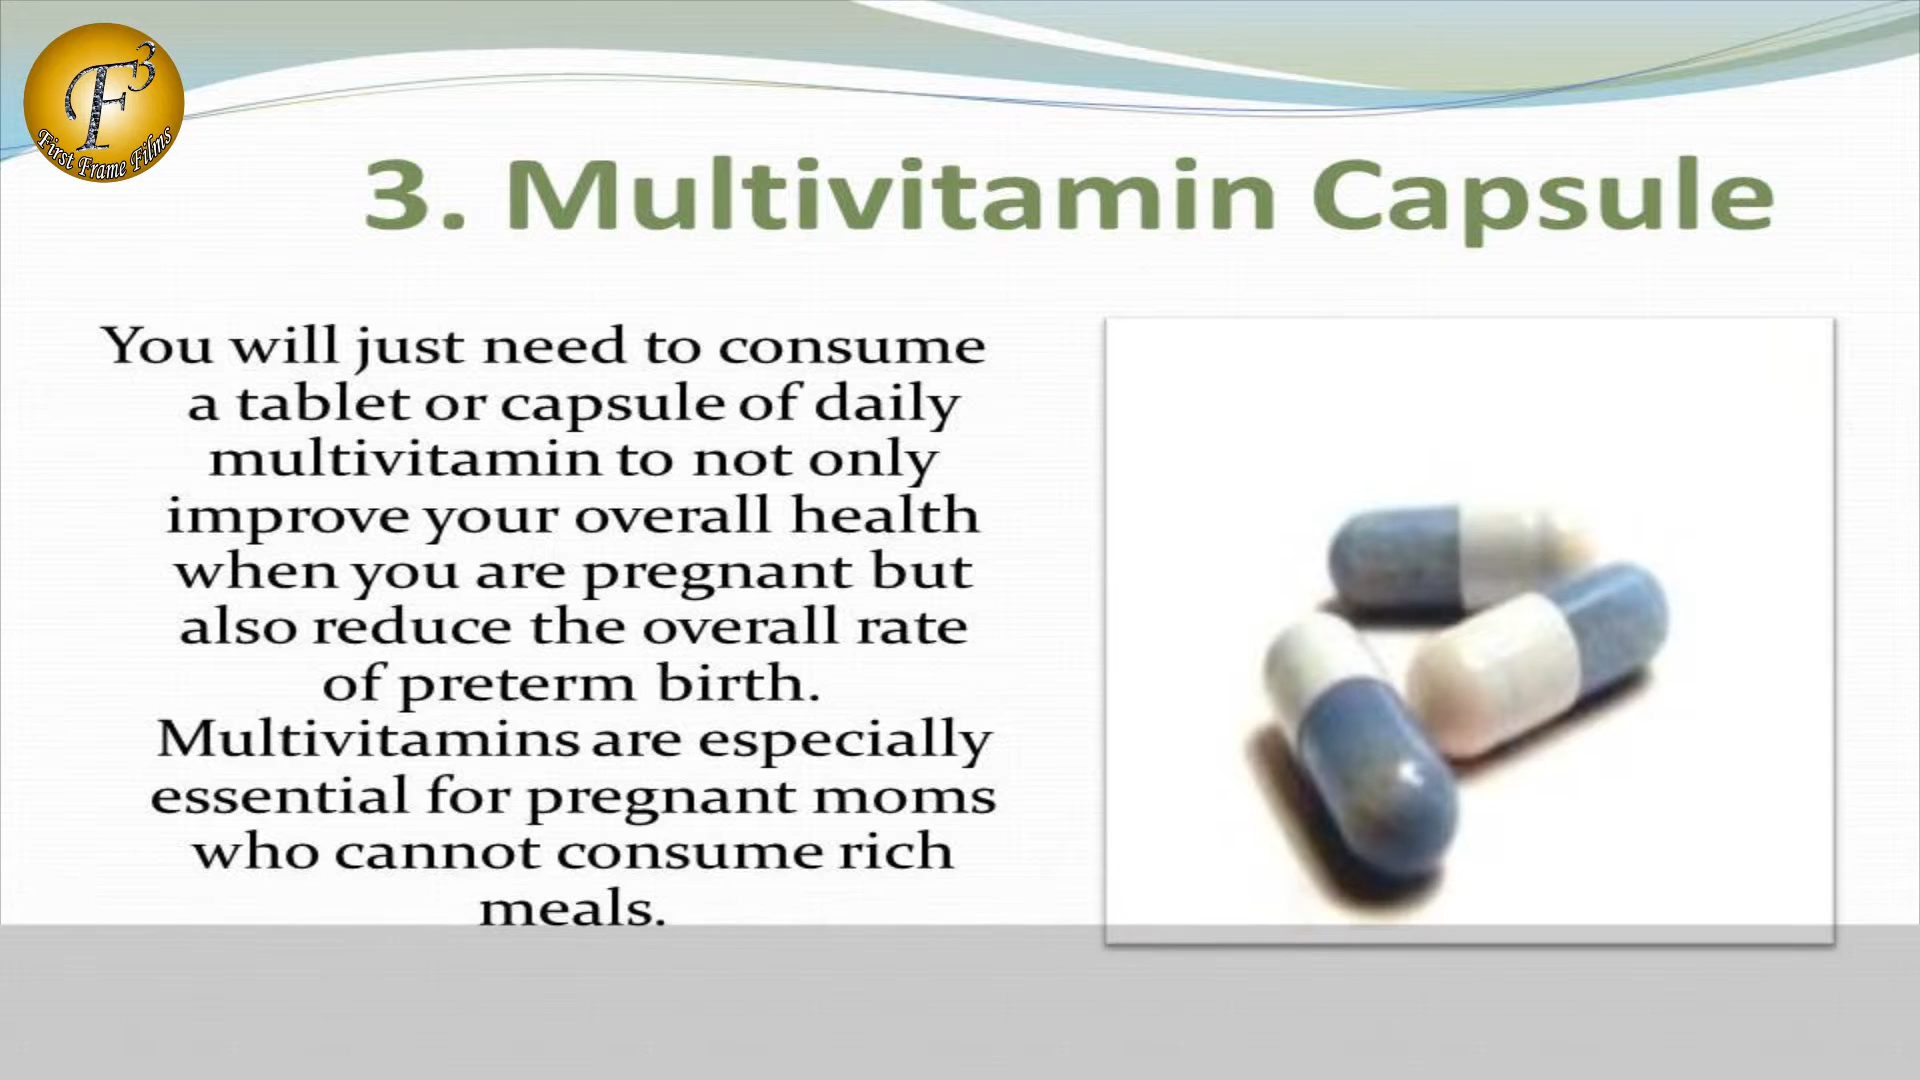 F3
First Frame Films
3. Multivitamin Capsule
You will just need to consume
a tablet or capsule of daily
multivitamin to not only
improve your overall health
when you are pregnant but
also reduce the overall rate
of preterm birth.
Multivitamins are especially
essential for pregnant moms
who cannot consume rich
meals.